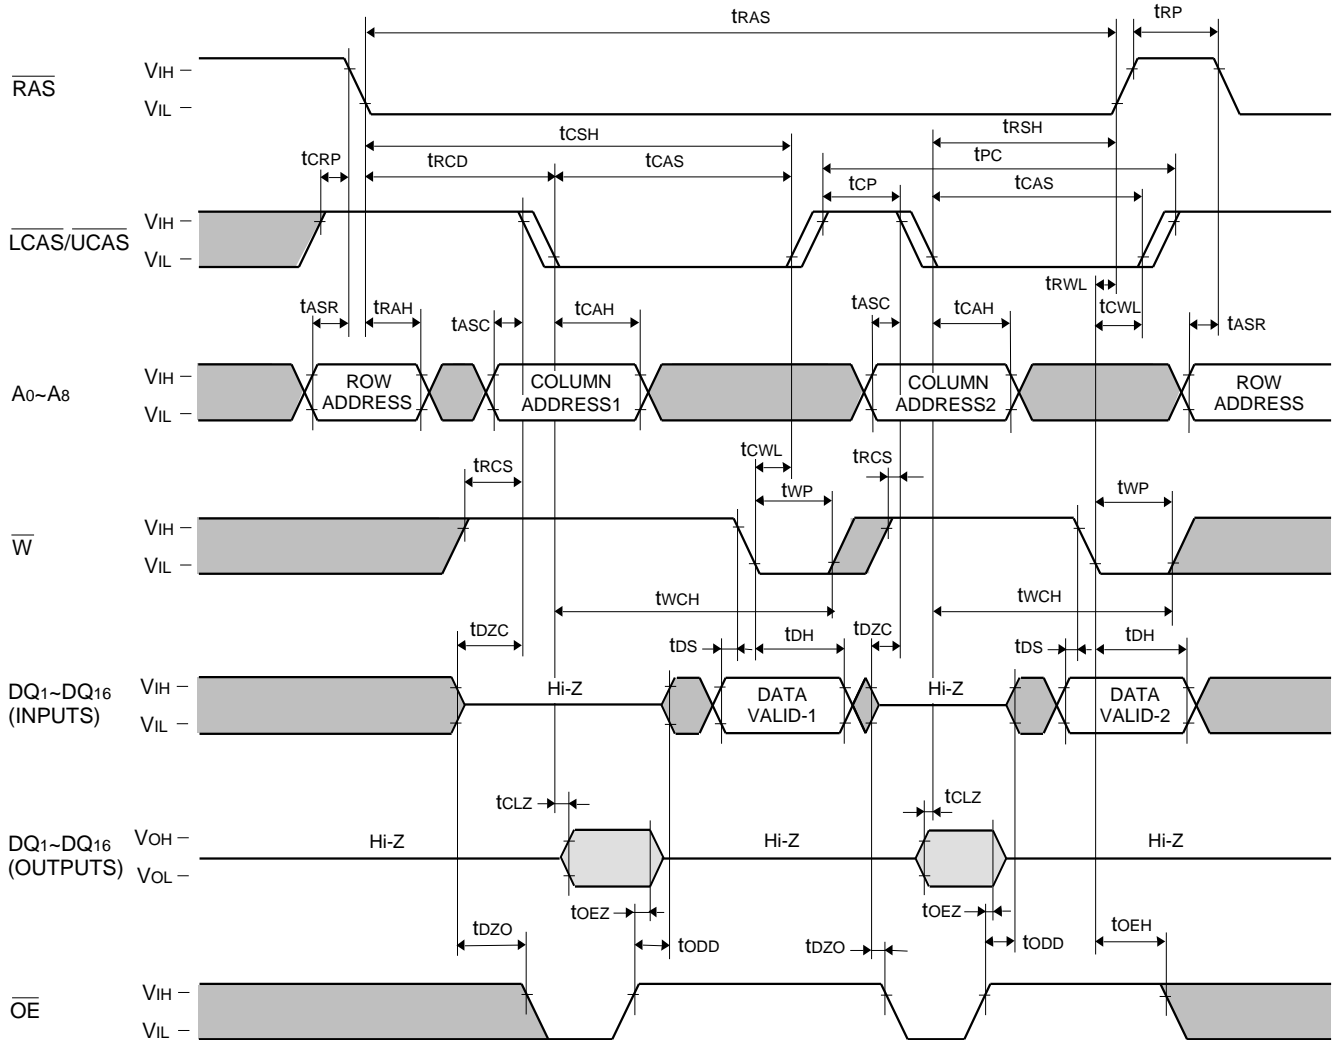 tRAS
tRP
RAS
VIH
VIL
tCSH
tRSH
tCRP
tRCD
tCAS
tPC
tCP
tCAS
LCAS/UCAS
VIH
VIL
tRWL
tASR
tRAH
tASC
tCAH
tASC
tCAH
tCWL
tASR
A0~A8
VIH
VIL
ROW
ADDRESS
COLUMN
ADDRESS1
COLUMN
ADDRESS2
ROW
ADDRESS
tRCS
tCWL
tRCS
tWP
tWP
W
VIH
VIL
tWCH
tWCH
tDZC
tDS
tDH
tDZC
tDS
tDH
DQ1~DQ16
(INPUTS)
VIH
VIL
Hi-Z
DATA
VALID-1
Hi-Z
DATA
VALID-2
tCLZ
tCLZ
DQ1~DQ16
(OUTPUTS)
VOH
VOL
Hi-Z
Hi-Z
Hi-Z
tOEZ
tOEZ
tDZO
tODD
tDZO
tODD
tOEH
OE
VIH
VIL